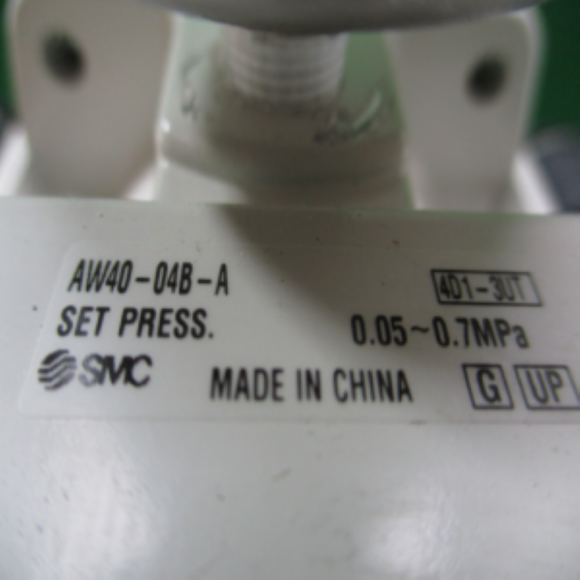 AW40-04B-A 4D1-3UT
SET PRESS. 0.05~0.7MPa
SMC MADE IN CHINA G UP